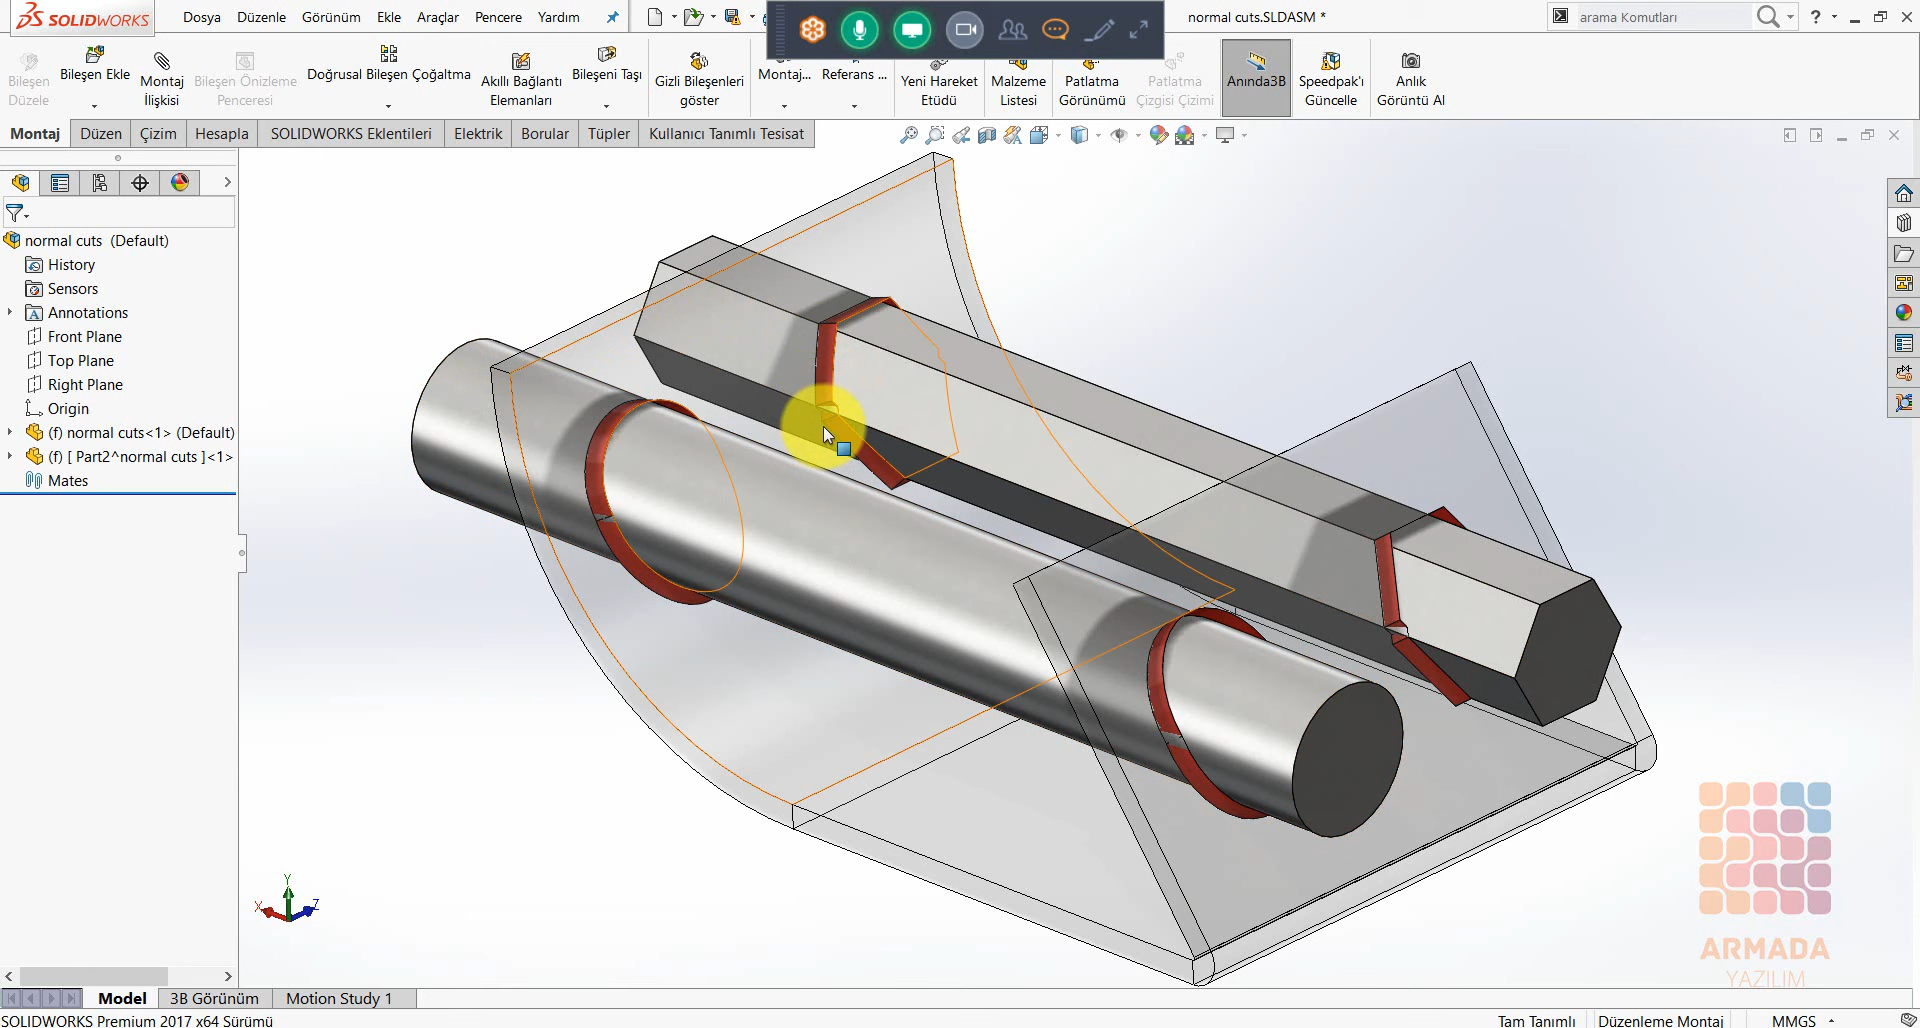 SOLIDWORKS Dosya Düzenle Görünüm Ekle Araçlar Pencere Yardım normal cuts.SLDASM * arama Komutları ?
Bileşen Düzele
Bileşen Ekle
Montaj İlişkisi
Bileşen Önizleme Penceresi
Doğrusal Bileşen Çoğaltma
Akıllı Bağlantı Elemanları
Bileşeni Taşı
Gizli Bileşenleri göster
Montaj...
Referans ...
Yeni Hareket Etüdü
Malzeme Listesi
Patlatma Görünümü
Patlatma Çizgisi Çizimi
Anında3B
Speedpak'ı Güncelle
Anlık Görüntü Al
Montaj Düzen Çizim Hesapla SOLIDWORKS Eklentileri Elektrik Borular Tüpler Kullanıcı Tanımlı Tesisat
normal cuts (Default)
History
Sensors
Annotations
Front Plane
Top Plane
Right Plane
Origin
(f) normal cuts<1> (Default)
(f) [ Part2^normal cuts ]<1>
Mates
Y
X
Z
ARMADA
YAZILIM
Model 3B Görünüm Motion Study 1
SOLIDWORKS Premium 2017 x64 Sürümü Tam Tanımlı Düzenleme Montaj MMGS